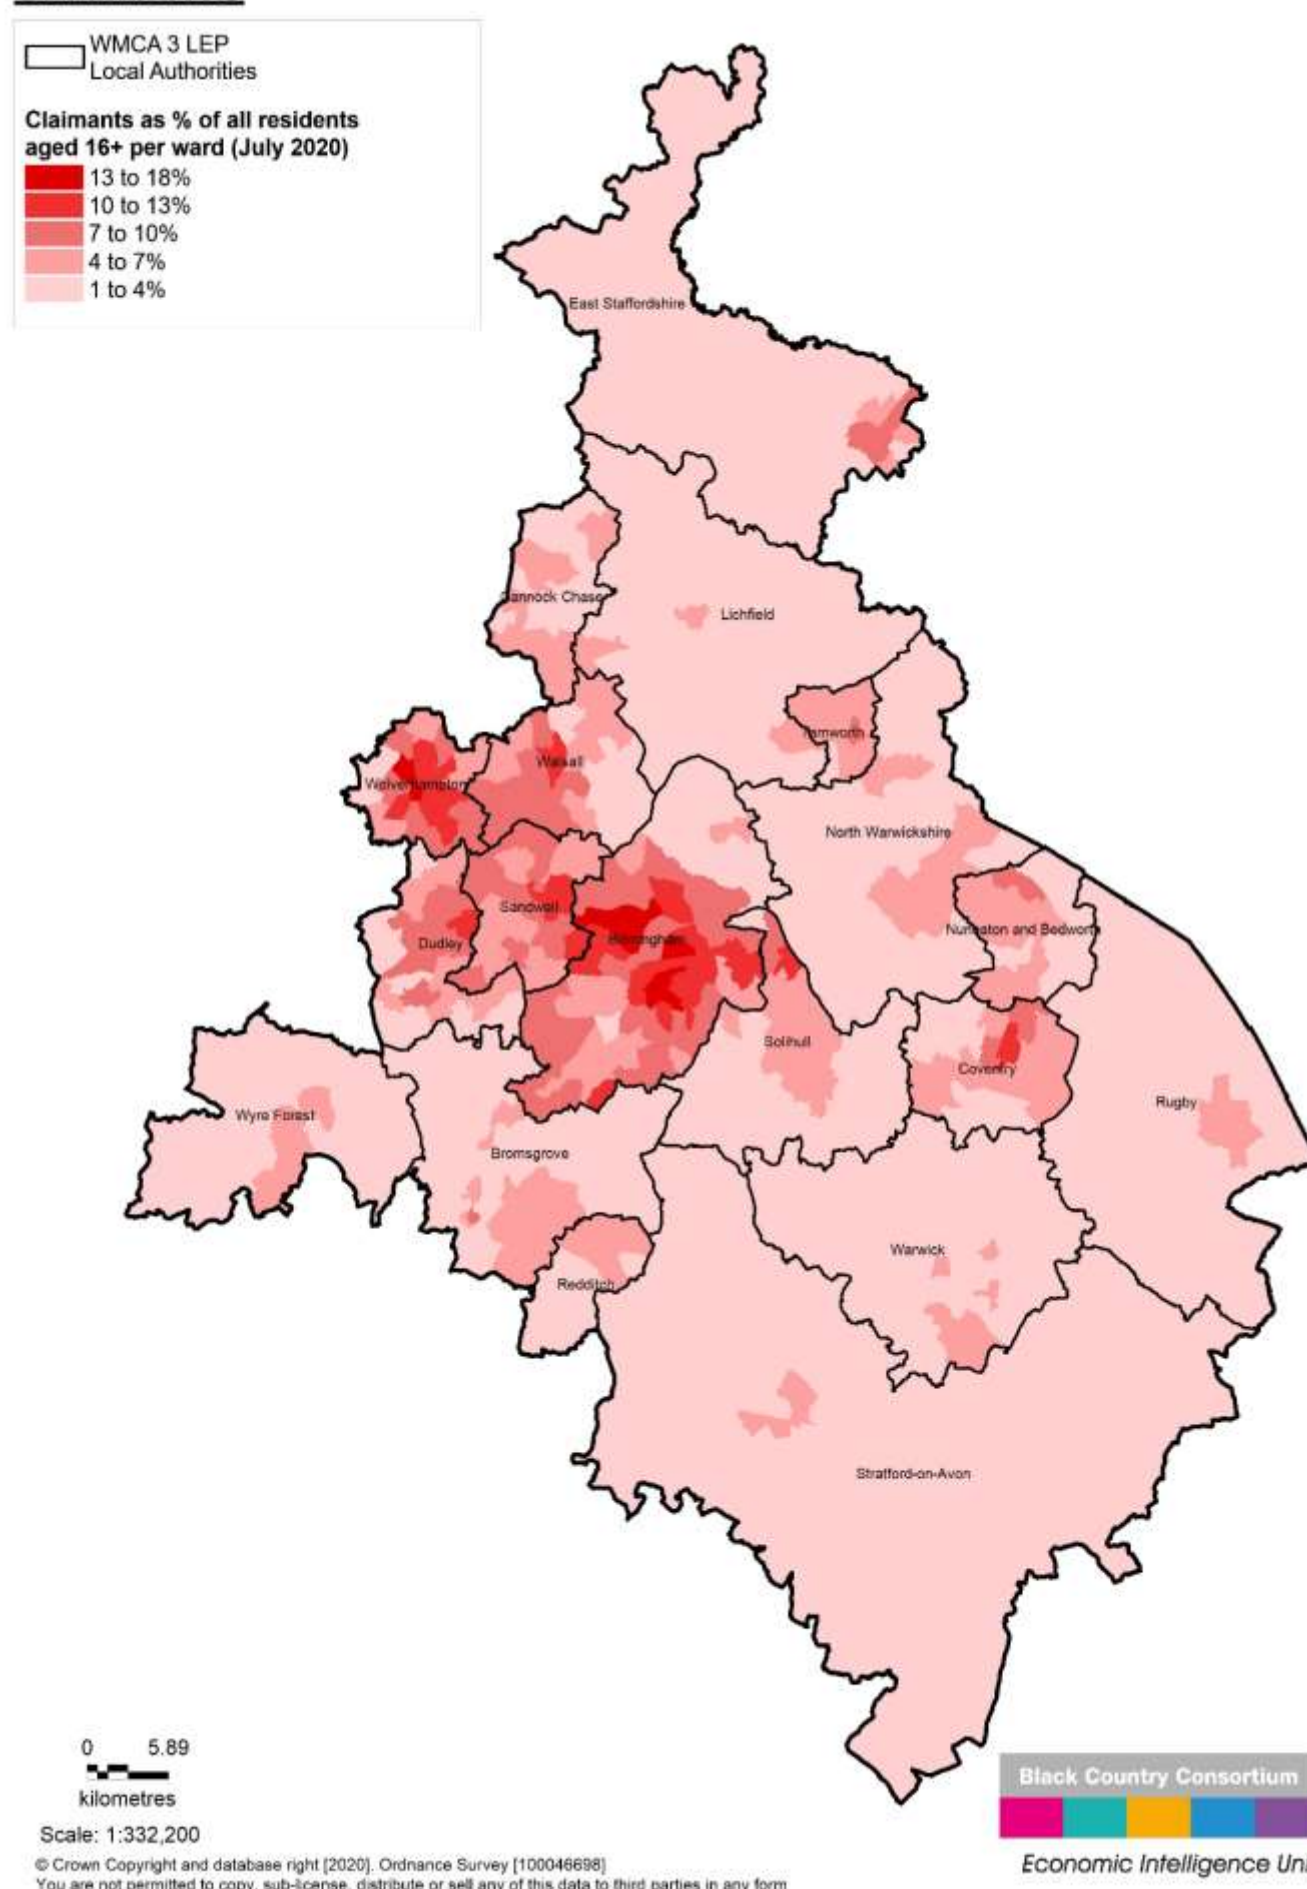 WMCA 3 LEP
Local Authorities
Claimants as % of all residents
aged 16+ per ward (July 2020)
13 to 18%
10 to 13%
7 to 10%
4 to 7%
1 to 4%
East Staffordshire
Cannock Chase
Lichfield
Tamworth
Walsall
Wolverhampton
North Warwickshire
Sandwell
Nuneaton and Bedworth
Birmingham
Dudley
Solihull
Coventry
Rugby
Wyre Forest
Bromsgrove
Warwick
Redditch
Stratford-on-Avon
0 5.89
kilometres
Scale: 1:332,200
Black Country Consortium
Economic Intelligence Un
© Crown Copyright and database right [2020]. Ordnance Survey [100046698]
You are not permitted to copy, sub-license, distribute or sell any of this data to third parties in any form